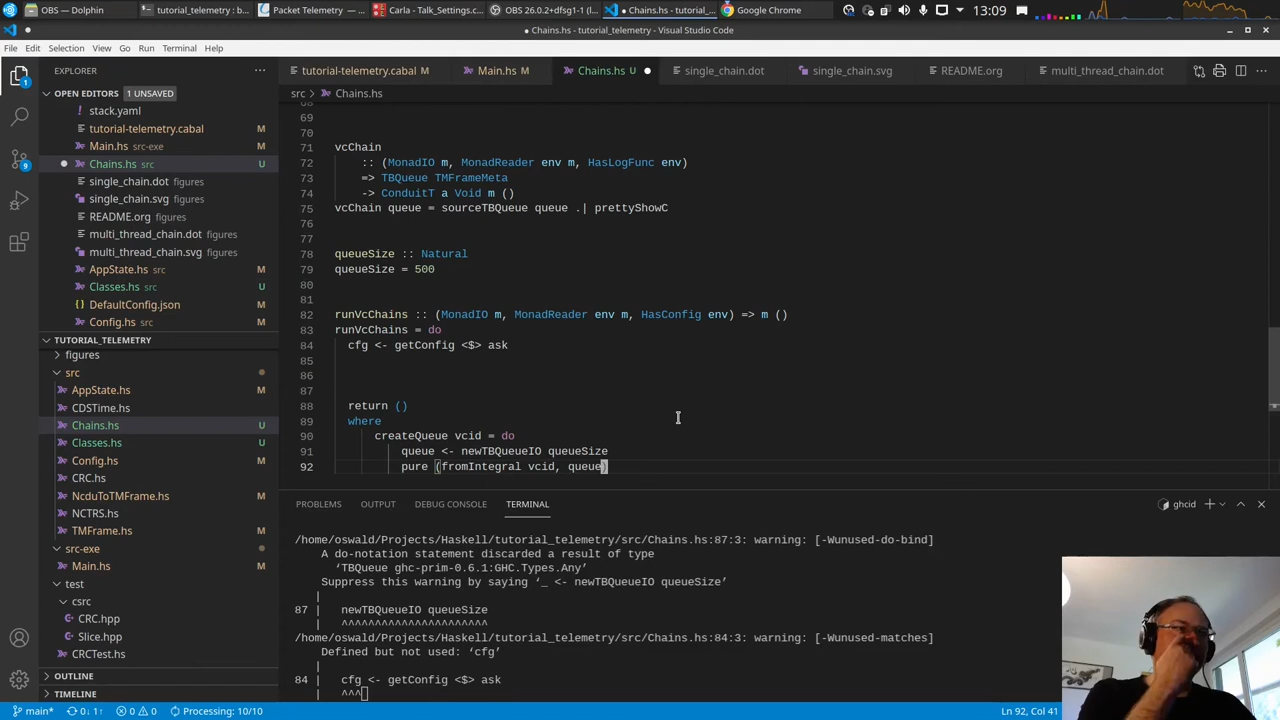 OBS — Dolphin
tutorial_telemetry : b...
Packet Telemetry — ...
Carla - Talk_Settings.c...
OBS 26.0.2+dfsg1-2 (l...
Chains.hs - tutorial_...
Google Chrome
13:09
● Chains.hs - tutorial_telemetry - Visual Studio Code
File Edit Selection View Go Run Terminal Help
EXPLORER
tutorial-telemetry.cabal M
Main.hs M
Chains.hs U
single_chain.dot
single_chain.svg
README.org
multi_thread_chain.dot
src > Chains.hs
OPEN EDITORS 1 UNSAVED
stack.yaml
tutorial-telemetry.cabal M
Main.hs src-exe M
Chains.hs src U
single_chain.dot figures
single_chain.svg figures
README.org figures
multi_thread_chain.dot figures
multi_thread_chain.svg figures
AppState.hs src M
Classes.hs src U
DefaultConfig.json M
Config.hs src M
TUTORIAL_TELEMETRY
figures
src
AppState.hs M
CDSTime.hs
Chains.hs U
Classes.hs U
Config.hs M
CRC.hs
NcduToTMFrame.hs M
NCTRS.hs
TMFrame.hs M
src-exe
Main.hs M
test
csrc
CRC.hpp
Slice.hpp
CRCTest.hs
OUTLINE
TIMELINE
68
69
70
71 vcChain
72 :: (MonadIO m, MonadReader env m, HasLogFunc env)
73 => TBQueue TMFrameMeta
74 -> ConduitT a Void m ()
75 vcChain queue = sourceTBQueue queue .| prettyShowC
76
77
78 queueSize :: Natural
79 queueSize = 500
80
81
82 runVcChains :: (MonadIO m, MonadReader env m, HasConfig env) => m ()
83 runVcChains = do
84 cfg <- getConfig <$> ask
85
86
87
88 return ()
89 where
90 createQueue vcid = do
91 queue <- newTBQueueIO queueSize
92 pure (fromIntegral vcid, queue)
PROBLEMS OUTPUT DEBUG CONSOLE TERMINAL
ghcid
/home/oswald/Projects/Haskell/tutorial_telemetry/src/Chains.hs:87:3: warning: [-Wunused-do-bind]
A do-notation statement discarded a result of type
‘TBQueue ghc-prim-0.6.1:GHC.Types.Any’
Suppress this warning by saying ‘_ <- newTBQueueIO queueSize’
|
87 | newTBQueueIO queueSize
| ^^^^^^^^^^^^^^^^^^^^^^
/home/oswald/Projects/Haskell/tutorial_telemetry/src/Chains.hs:84:3: warning: [-Wunused-matches]
Defined but not used: ‘cfg’
|
84 | cfg <- getConfig <$> ask
| ^^^
main* 0↓ 1↑ 0 0 Processing: 10/10
Ln 92, Col 41